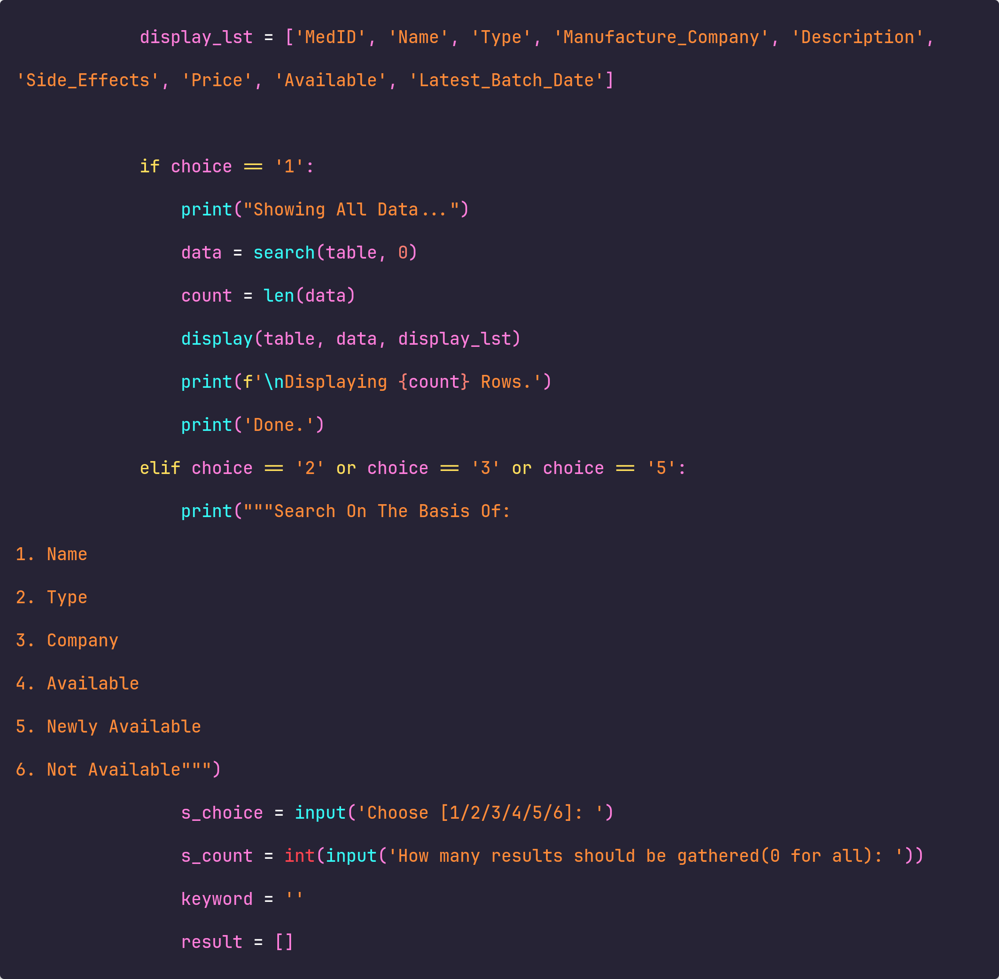 display_lst = ['MedID', 'Name', 'Type', 'Manufacture_Company', 'Description',
'Side_Effects', 'Price', 'Available', 'Latest_Batch_Date']
if choice == '1':
print("Showing All Data...")
data = search(table, 0)
count = len(data)
display(table, data, display_lst)
print(f'\nDisplaying {count} Rows.')
print('Done.')
elif choice == '2' or choice == '3' or choice == '5':
print("""Search On The Basis Of:
1. Name
2. Type
3. Company
4. Available
5. Newly Available
6. Not Available""")
s_choice = input('Choose [1/2/3/4/5/6]: ')
s_count = int(input('How many results should be gathered(0 for all): '))
keyword = ''
result = []